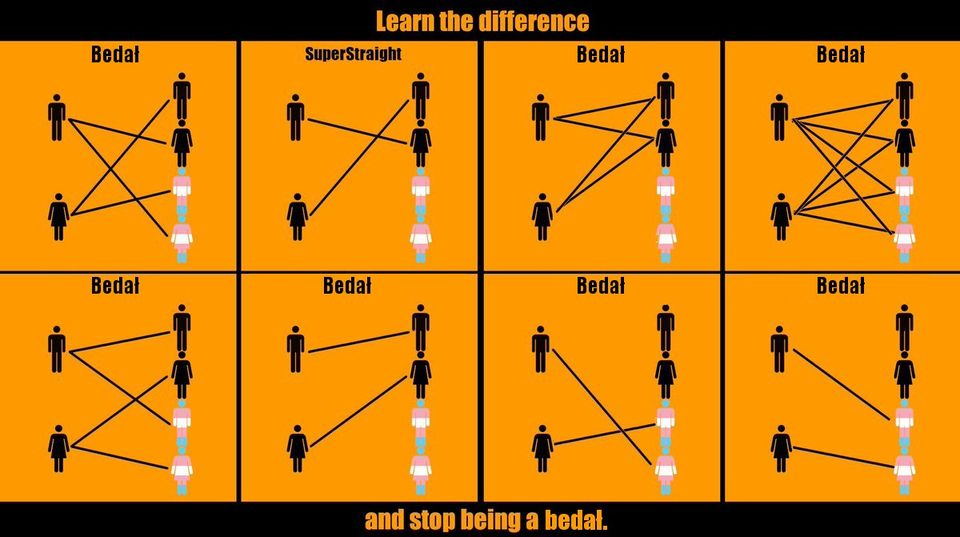 Learn the difference
Bedał
SuperStraight
Bedał
Bedał
Bedał
Bedał
Bedał
Bedał
and stop being a bedał.